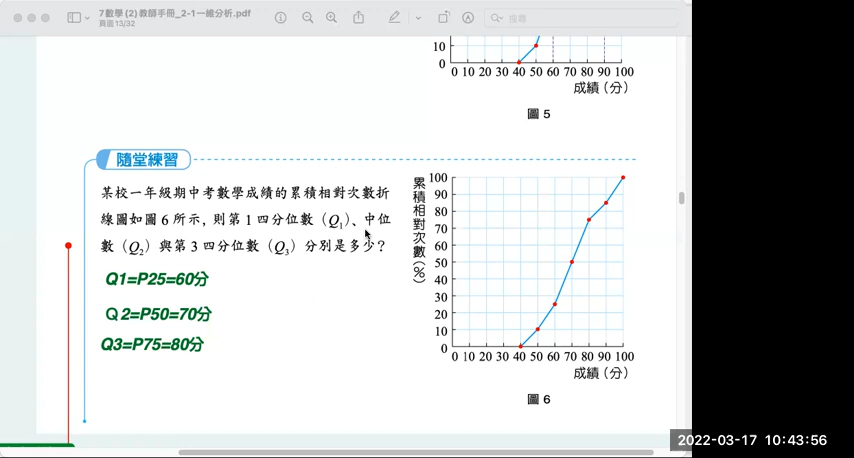 7數學 (2) 教師手冊_2-1一維分析.pdf
頁面 13/32
搜尋
10
0
0 10 20 30 40 50 60 70 80 90 100
成績(分)
圖 5
隨堂練習
某校一年級期中考數學成績的累積相對次數折
線圖如圖 6 所示,則第 1 四分位數(Q₁)、中位
數(Q₂)與第 3 四分位數(Q₃)分別是多少?
Q1=P25=60分
Q2=P50=70分
Q3=P75=80分
累積相對次數(%)
100
90
80
70
60
50
40
30
20
10
0
0 10 20 30 40 50 60 70 80 90 100
成績(分)
圖 6
2022-03-17 10:43:56